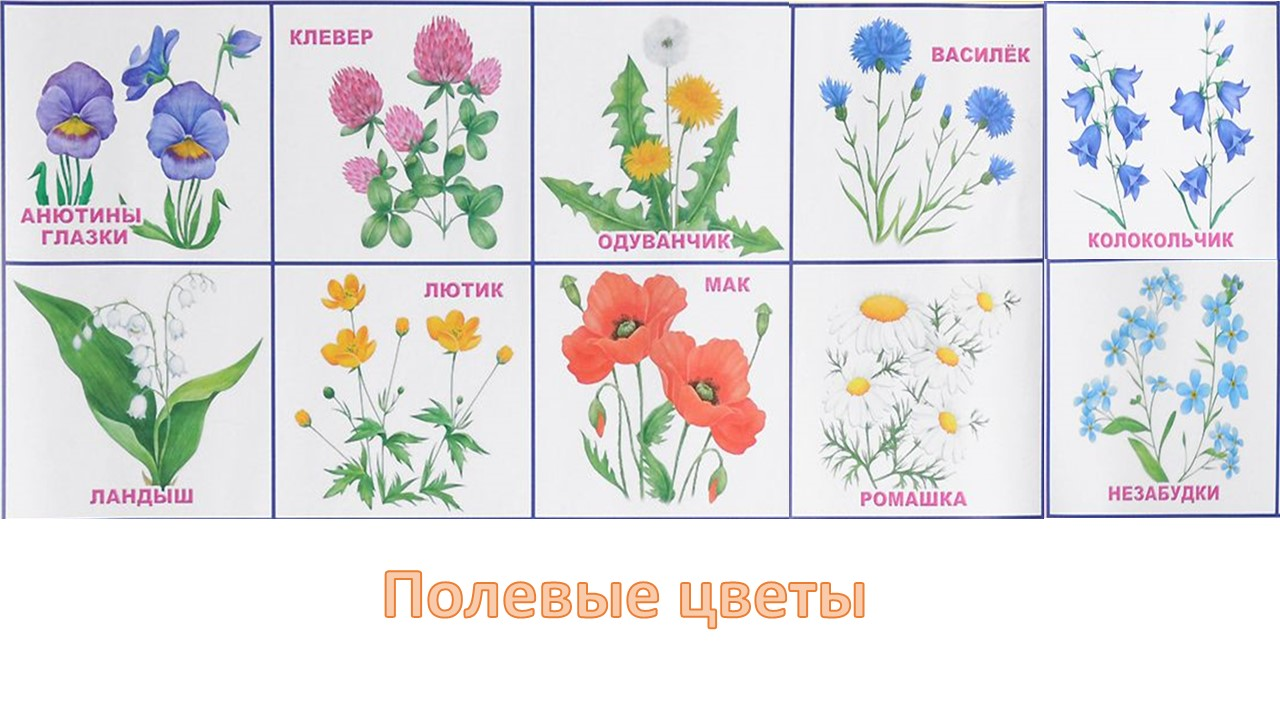 АНЮТИНЫ
ГЛАЗКИ
КЛЕВЕР
ОДУВАНЧИК
ВАСИЛЁК
КОЛОКОЛЬЧИК
ЛАНДЫШ
ЛЮТИК
МАК
РОМАШКА
НЕЗАБУДКИ
Полевые цветы